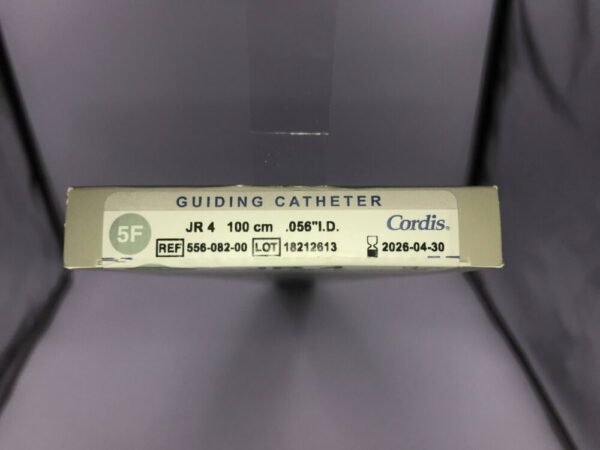 GUIDING CATHETER
5F
JR 4 100 cm .056"I.D.
Cordis®
REF 556-082-00 LOT 18212613 2026-04-30